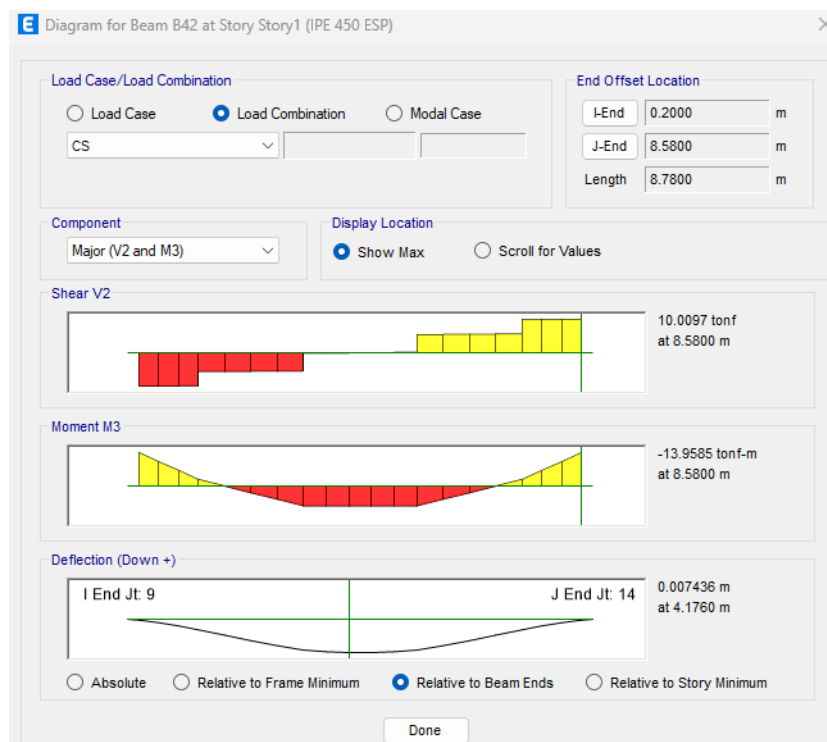 E Diagram for Beam B42 at Story Story1 (IPE 450 ESP)
Load Case/Load Combination
Load Case
Load Combination
Modal Case
CS
End Offset Location
I-End 0.2000 m
J-End 8.5800 m
Length 8.7800 m
Component
Major (V2 and M3)
Display Location
Show Max
Scroll for Values
Shear V2
10.0097 tonf
at 8.5800 m
Moment M3
-13.9585 tonf-m
at 8.5800 m
Deflection (Down +)
I End Jt: 9
J End Jt: 14
0.007436 m
at 4.1760 m
Absolute
Relative to Frame Minimum
Relative to Beam Ends
Relative to Story Minimum
Done